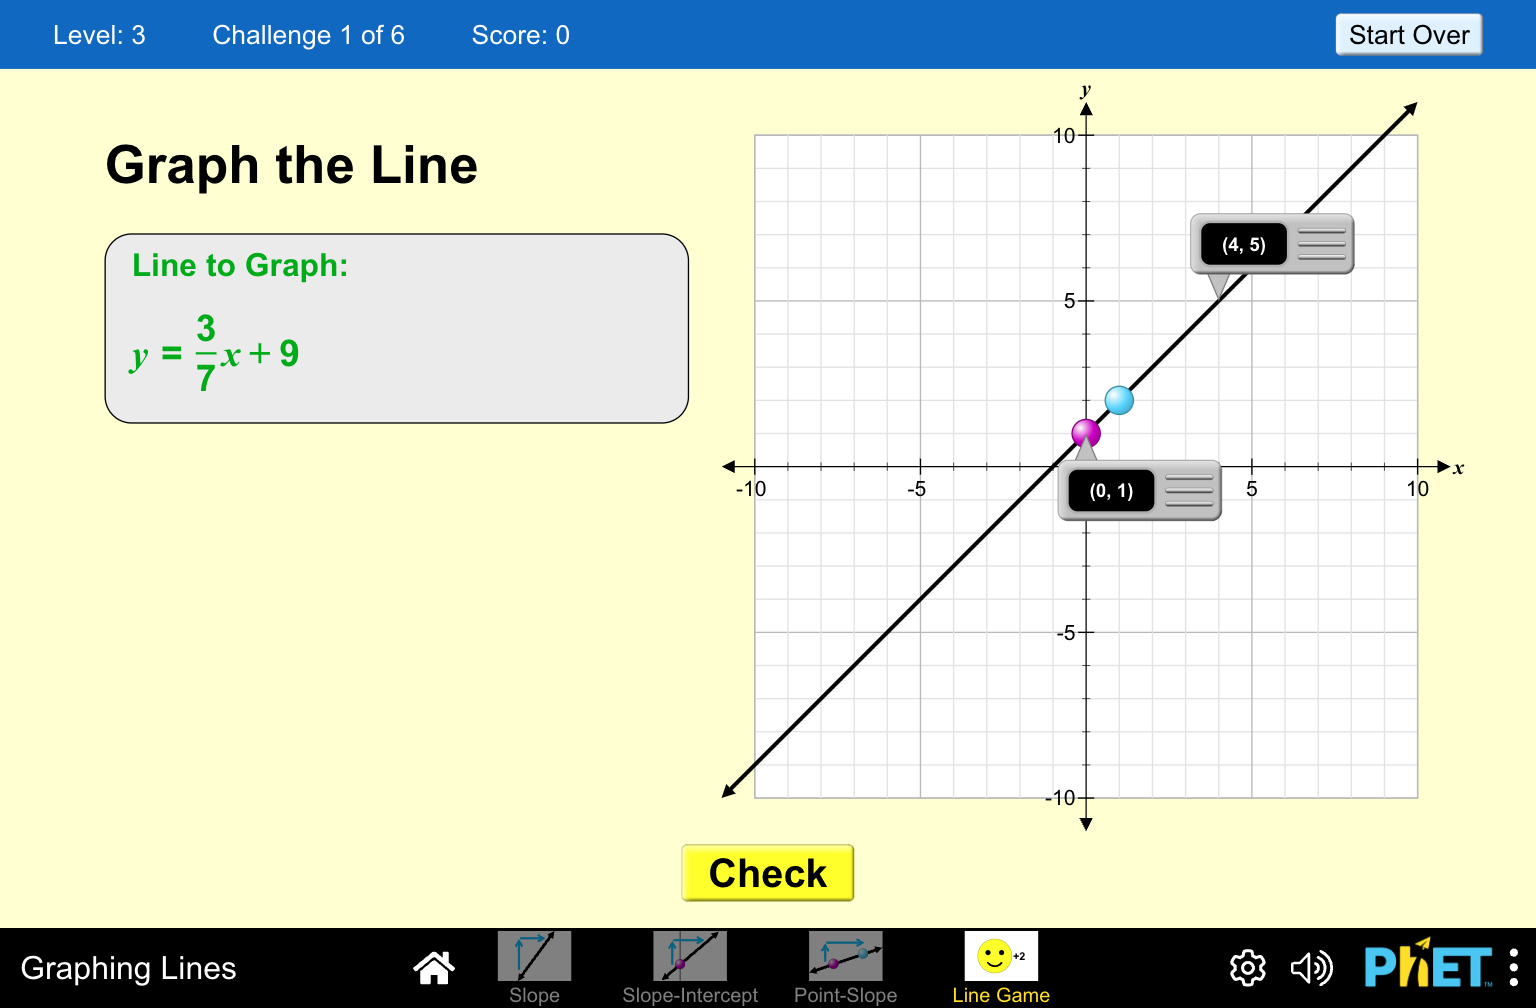 Level: 3 Challenge 1 of 6 Score: 0 Start Over
Graph the Line
Line to Graph:
y = 3/7 x + 9
y
10
5
-5
-10
-10 -5 5 10 x
(4, 5)
(0, 1)
Check
Graphing Lines
Slope
Slope-Intercept
Point-Slope
+2
Line Game
PhET™